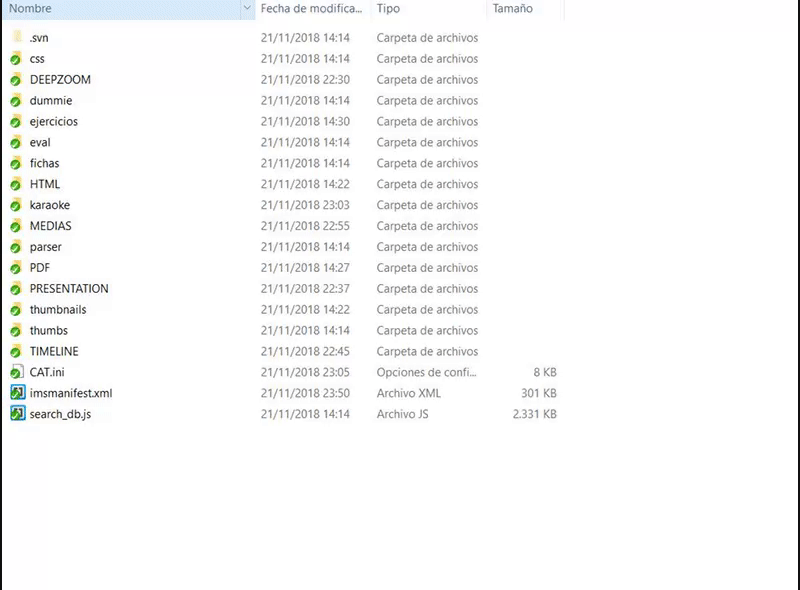 Nombre Fecha de modifica... Tipo Tamaño
.svn 21/11/2018 14:14 Carpeta de archivos
css 21/11/2018 14:14 Carpeta de archivos
DEEPZOOM 21/11/2018 22:30 Carpeta de archivos
dummie 21/11/2018 14:14 Carpeta de archivos
ejercicios 21/11/2018 14:30 Carpeta de archivos
eval 21/11/2018 14:14 Carpeta de archivos
fichas 21/11/2018 14:14 Carpeta de archivos
HTML 21/11/2018 14:22 Carpeta de archivos
karaoke 21/11/2018 23:03 Carpeta de archivos
MEDIAS 21/11/2018 22:55 Carpeta de archivos
parser 21/11/2018 14:14 Carpeta de archivos
PDF 21/11/2018 14:27 Carpeta de archivos
PRESENTATION 21/11/2018 22:37 Carpeta de archivos
thumbnails 21/11/2018 14:22 Carpeta de archivos
thumbs 21/11/2018 14:14 Carpeta de archivos
TIMELINE 21/11/2018 22:45 Carpeta de archivos
CAT.ini 21/11/2018 23:05 Opciones de confi... 8 KB
imsmanifest.xml 21/11/2018 23:50 Archivo XML 301 KB
search_db.js 21/11/2018 14:14 Archivo JS 2.331 KB